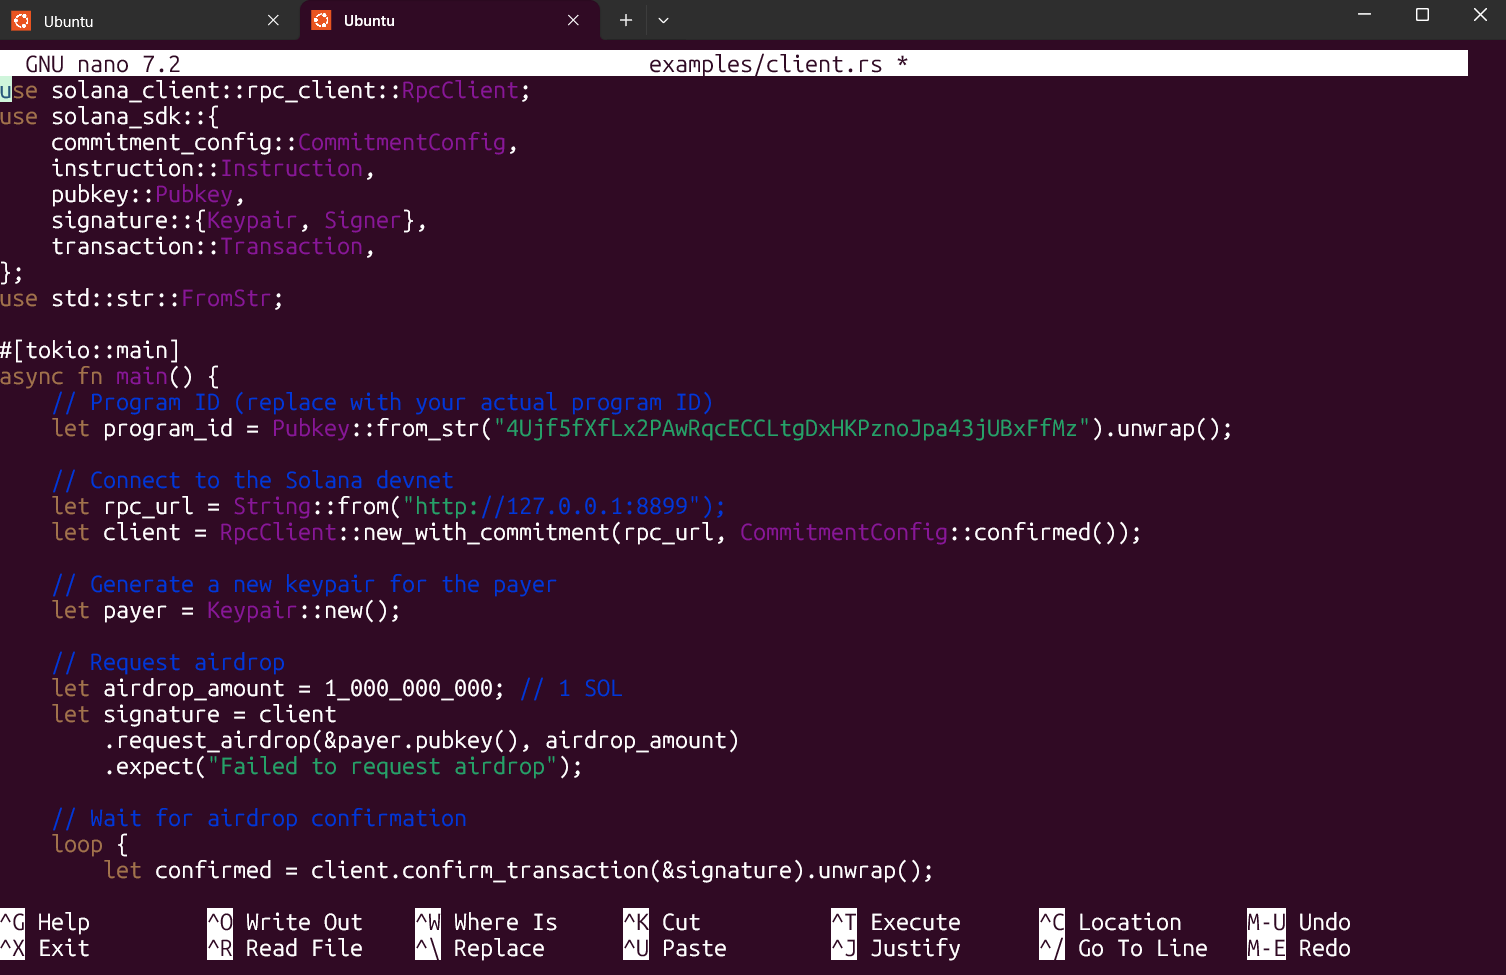 Ubuntu Ubuntu
GNU nano 7.2 examples/client.rs *
use solana_client::rpc_client::RpcClient;
use solana_sdk::{
    commitment_config::CommitmentConfig,
    instruction::Instruction,
    pubkey::Pubkey,
    signature::{Keypair, Signer},
    transaction::Transaction,
};
use std::str::FromStr;

#[tokio::main]
async fn main() {
    // Program ID (replace with your actual program ID)
    let program_id = Pubkey::from_str("4Ujf5fXfLx2PAwRqcECCLtgDxHKPznoJpa43jUBxFfMz").unwrap();

    // Connect to the Solana devnet
    let rpc_url = String::from("http://127.0.0.1:8899");
    let client = RpcClient::new_with_commitment(rpc_url, CommitmentConfig::confirmed());

    // Generate a new keypair for the payer
    let payer = Keypair::new();

    // Request airdrop
    let airdrop_amount = 1_000_000_000; // 1 SOL
    let signature = client
        .request_airdrop(&payer.pubkey(), airdrop_amount)
        .expect("Failed to request airdrop");

    // Wait for airdrop confirmation
    loop {
        let confirmed = client.confirm_transaction(&signature).unwrap();
^G Help ^O Write Out ^W Where Is ^K Cut ^T Execute ^C Location M-U Undo
^X Exit ^R Read File ^\ Replace ^U Paste ^J Justify ^/ Go To Line M-E Redo